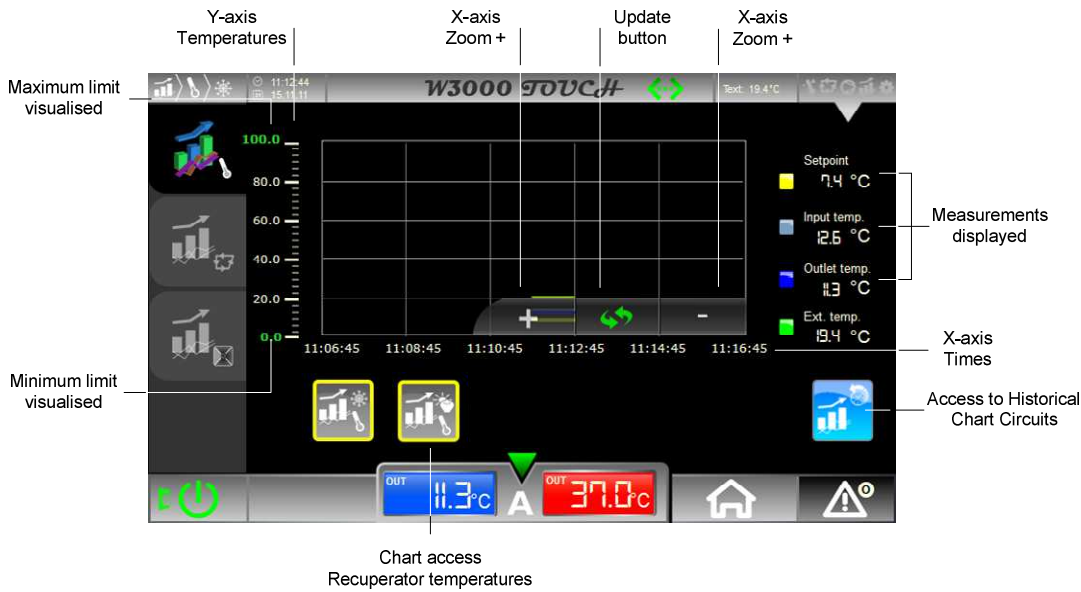 Y-axis
Temperatures
X-axis
Zoom +
Update
button
X-axis
Zoom +
Maximum limit
visualised
11:12:44
15.11.11
W3000 TOUCH
Text: 19.4°C
100.0
80.0
60.0
40.0
20.0
0.0
+
-
11:06:45 11:08:45 11:10:45 11:12:45 11:14:45 11:16:45
Setpoint
7.4 °C
Input temp.
12.6 °C
Outlet temp.
11.3 °C
Ext. temp.
19.4 °C
Measurements
displayed
X-axis
Times
Minimum limit
visualised
Access to Historical
Chart Circuits
OUT
11.3°C
A
OUT
37.0°C
0
Chart access
Recuperator temperatures